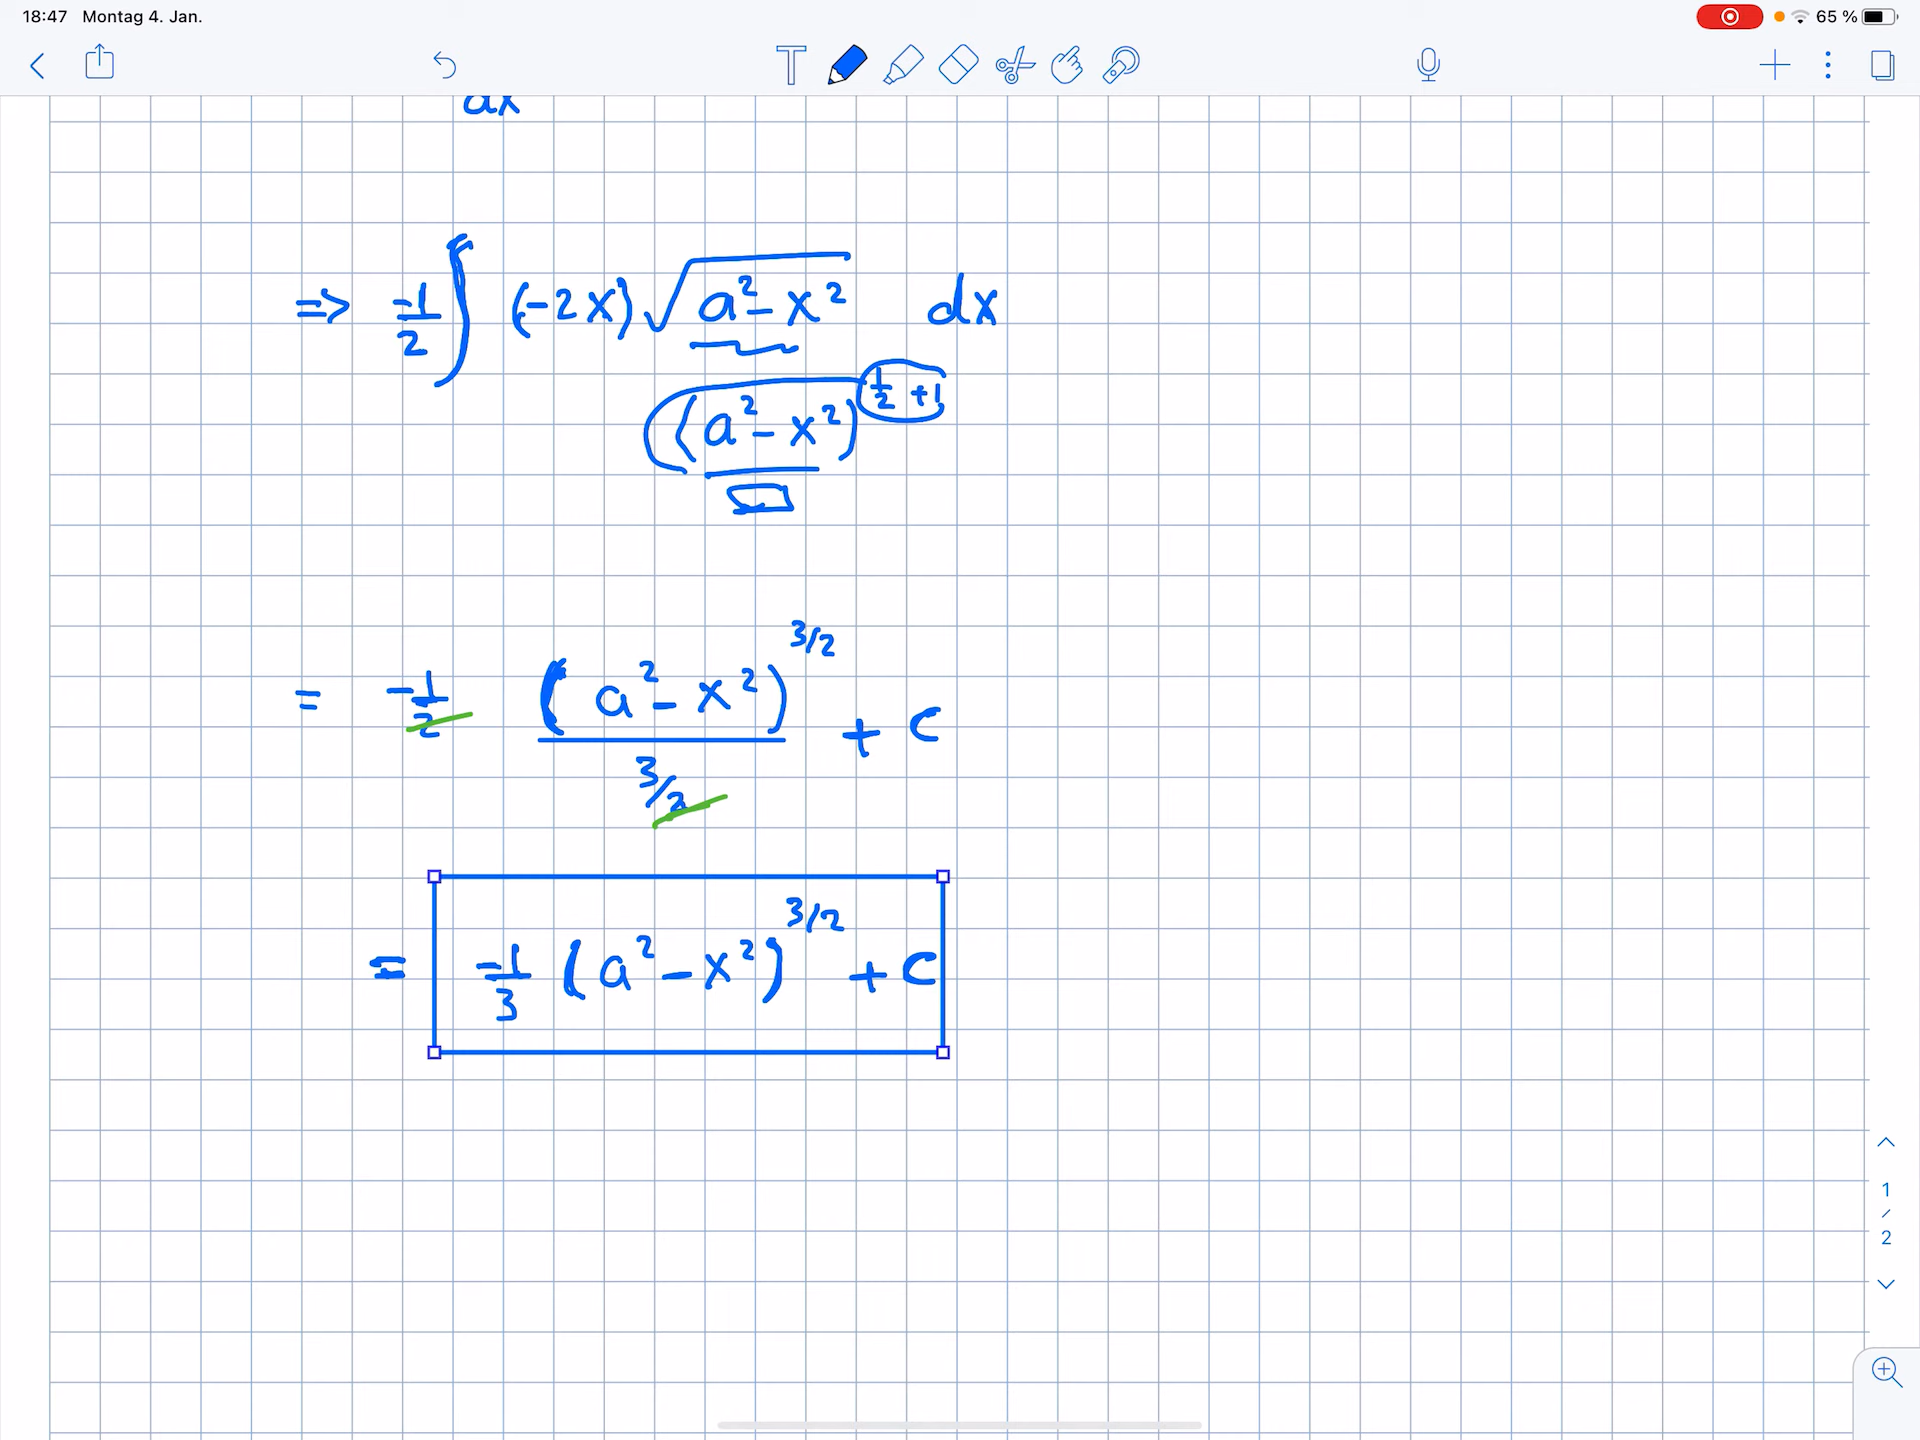 18:47 Montag 4. Jan. 65 %
T
dx
=> -1/2 ∫ (-2x) √(a² - x²) dx
((a² - x²)^(1/2 + 1)
= -1/2 (a² - x²)^3/2 / 3/2 + C
= -1/3 (a² - x²)^3/2 + C
1
/
2